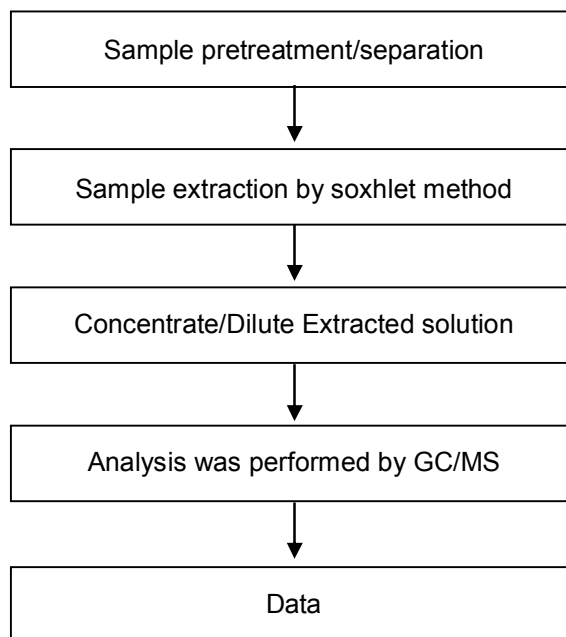 Sample pretreatment/separation
Sample extraction by soxhlet method
Concentrate/Dilute Extracted solution
Analysis was performed by GC/MS
Data